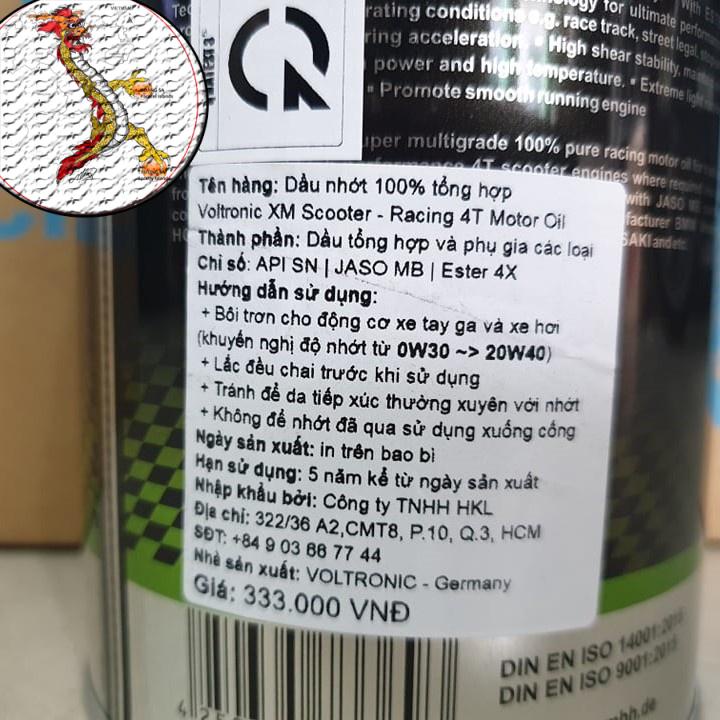 rating conditions e.g. race track, street legal,
ring acceleration. • High shear stability,
power and high temperature. • Extreme
• Promote smooth running engine
uper multigrade 100% pure racing motor oil
4T scooter engines where
with JASO
facturer
Tên hàng: Dầu nhớt 100% tổng hợp
Voltronic XM Scooter - Racing 4T Motor Oil
Thành phần: Dầu tổng hợp và phụ gia các loại
Chỉ số: API SN | JASO MB | Ester 4X
Hướng dẫn sử dụng:
+ Bôi trơn cho động cơ xe tay ga và xe hơi
(khuyến nghị độ nhớt từ 0W30 ~> 20W40)
+ Lắc đều chai trước khi sử dụng
+ Tránh để da tiếp xúc thường xuyên với nhớt
+ Không để nhớt đã qua sử dụng xuống cống
Ngày sản xuất: in trên bao bì
Hạn sử dụng: 5 năm kể từ ngày sản xuất
Nhập khẩu bởi: Công ty TNHH HKL
Địa chỉ: 322/36 A2,CMT8, P.10, Q.3, HCM
SĐT: +84 9 03 66 77 44
Nhà sản xuất: VOLTRONIC - Germany
Giá: 333.000 VNĐ
DIN EN ISO 14001:2015
DIN EN ISO 9001:2015